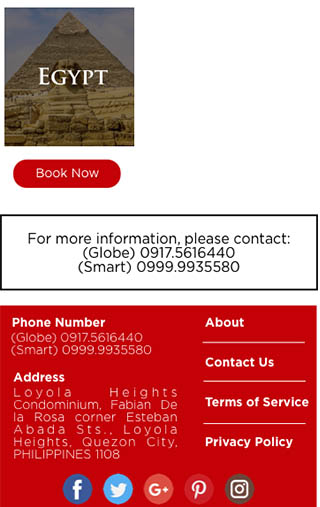 EGYPT
Book Now
For more information, please contact:
(Globe) 0917.5616440
(Smart) 0999.9935580
Phone Number
(Globe) 0917.5616440
(Smart) 0999.9935580
Address
Loyola Heights
Condominium, Fabian De
la Rosa corner Esteban
Abada Sts., Loyola
Heights, Quezon City,
PHILIPPINES 1108
About
Contact Us
Terms of Service
Privacy Policy